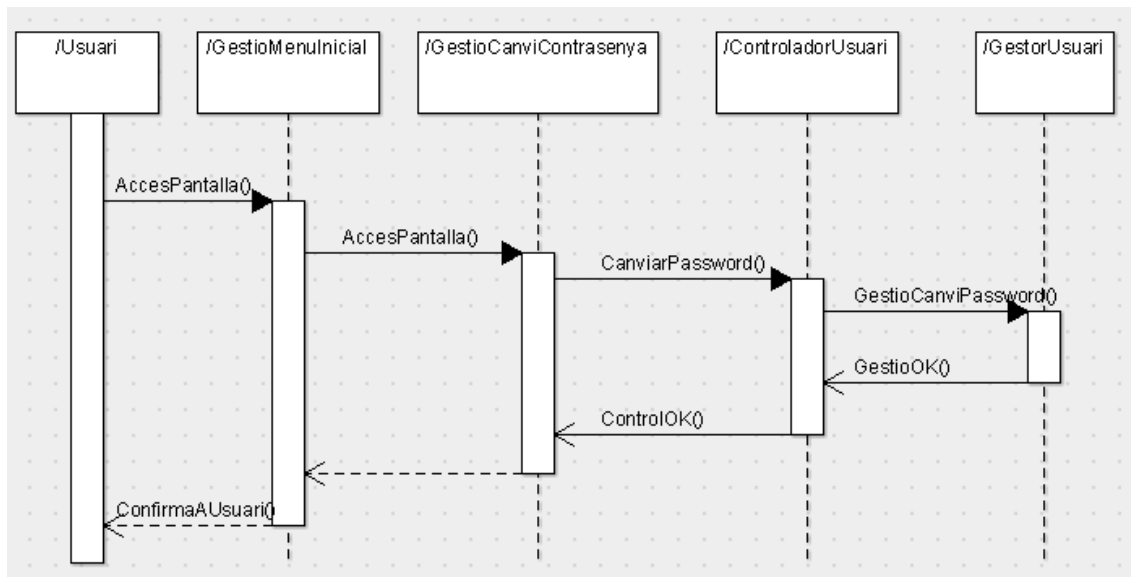 /Usuari
/GestioMenuInicial
/GestioCanviContrasenya
/ControladorUsuari
/GestorUsuari
AccesPantalla()
AccesPantalla()
CanviarPassword()
GestioCanviPassword()
GestioOK()
ControlOK()
ConfirmaAUsuari()